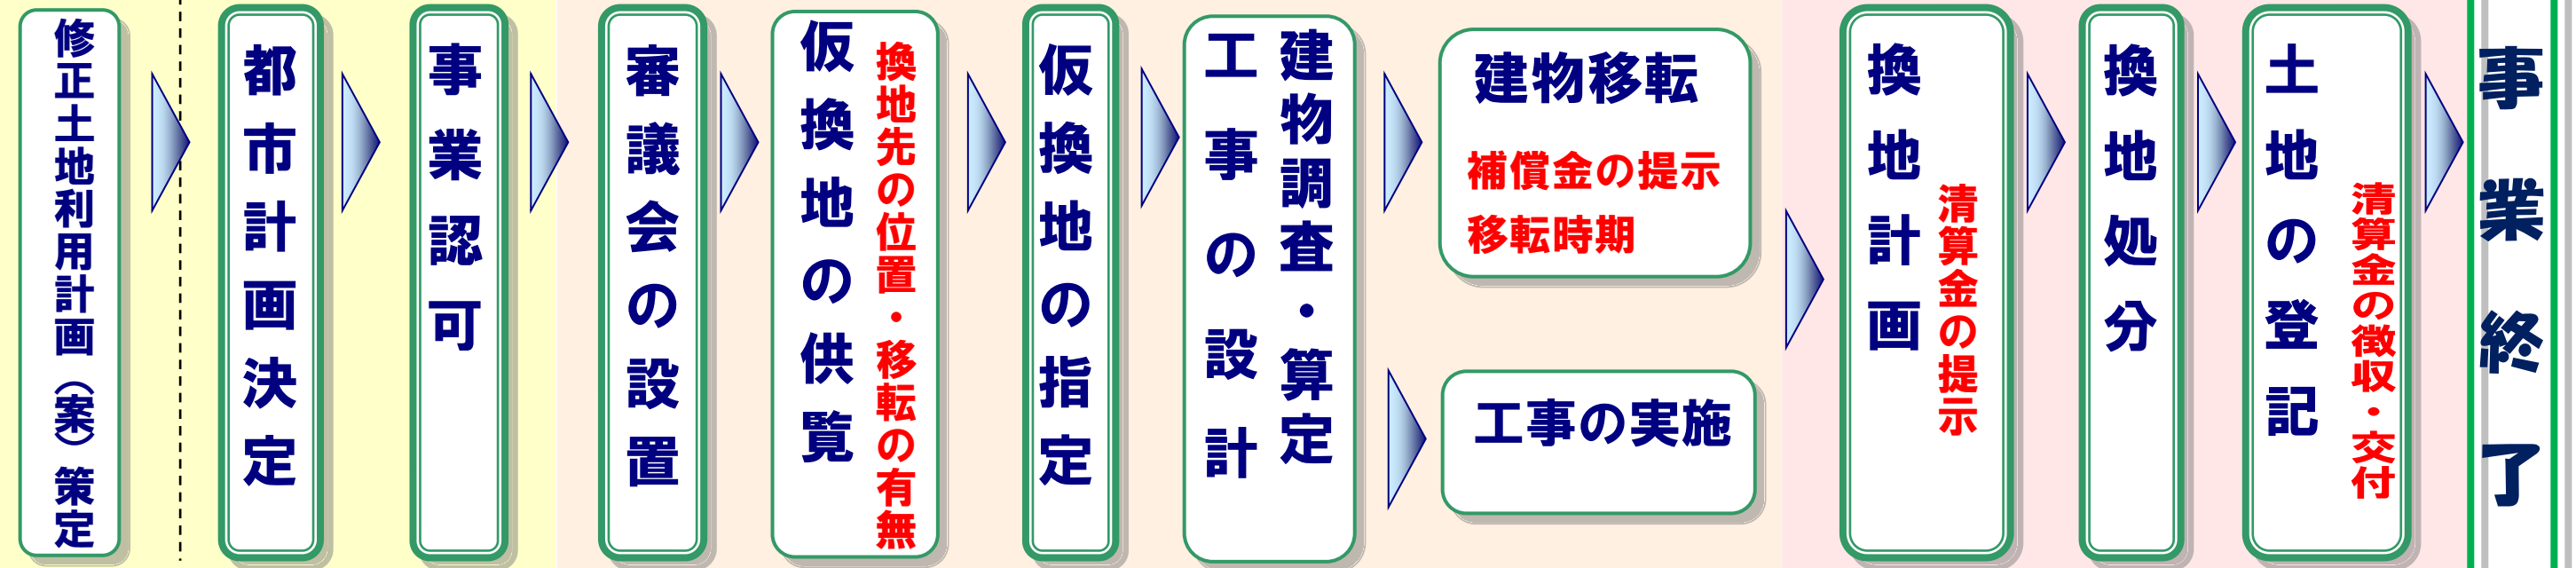 修正土地利用計画（案）策定
都市計画決定
事業認可
審議会の設置
仮換地の供覧
換地先の位置・移転の有無
仮換地の指定
建物調査・算定
工事の設計
建物移転
補償金の提示
移転時期
工事の実施
換地計画
清算金の提示
換地処分
土地の登記
清算金の徴収・交付
事業終了